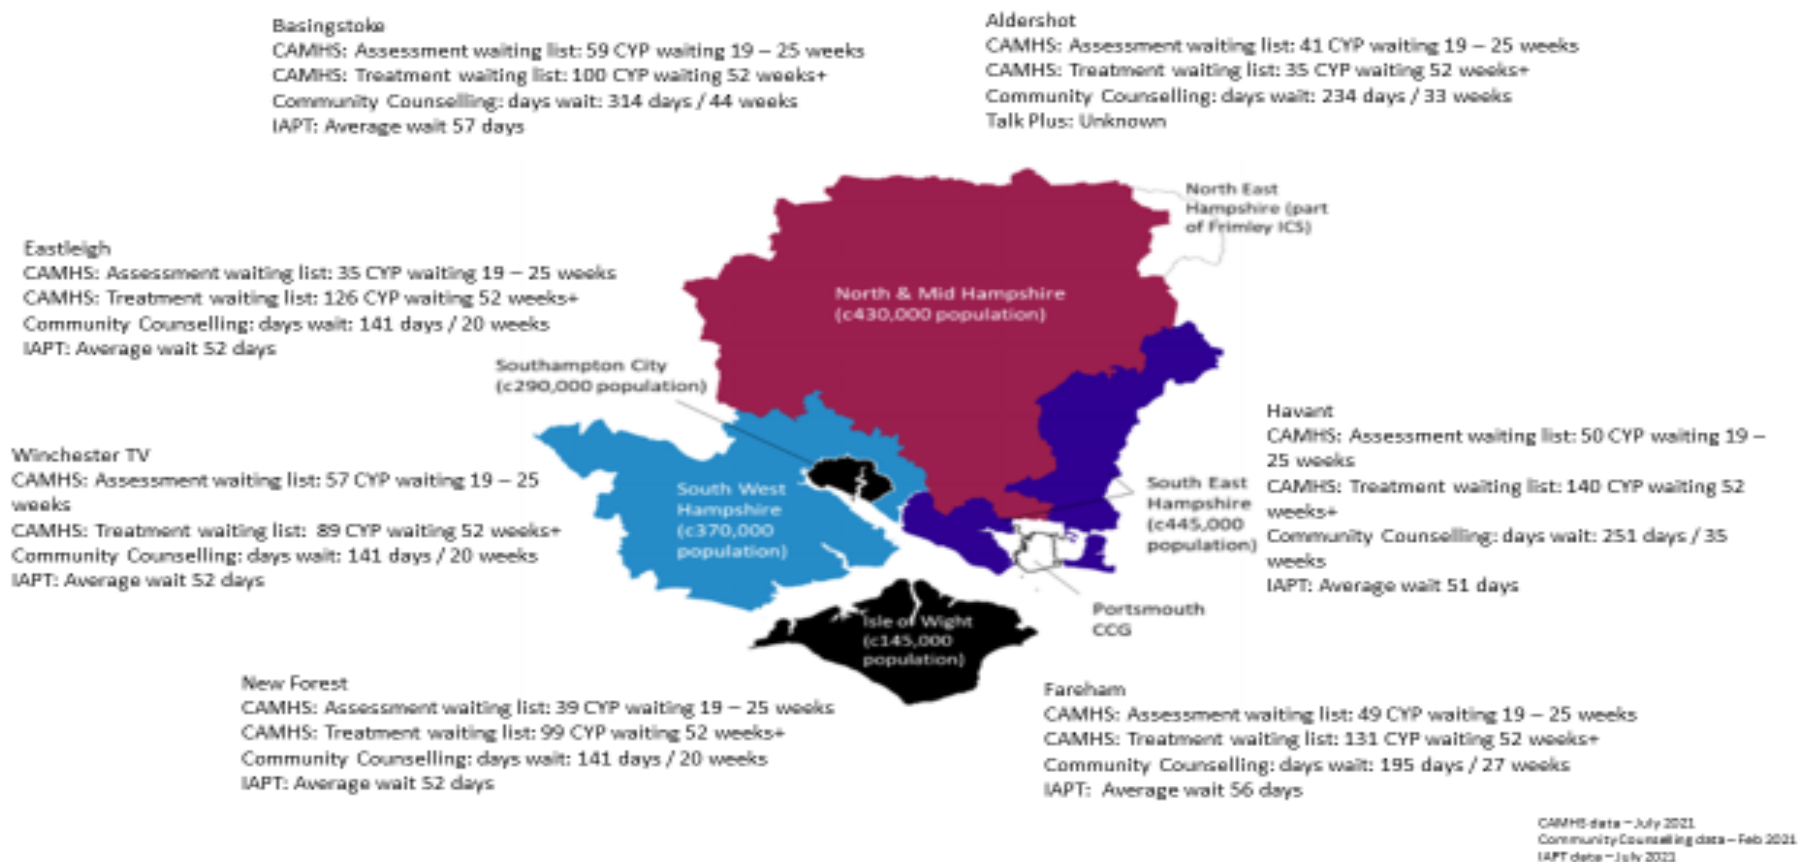 Basingstoke
CAMHS: Assessment waiting list: 59 CYP waiting 19 – 25 weeks
CAMHS: Treatment waiting list: 100 CYP waiting 52 weeks+
Community Counselling: days wait: 314 days / 44 weeks
IAPT: Average wait 57 days
Aldershot
CAMHS: Assessment waiting list: 41 CYP waiting 19 – 25 weeks
CAMHS: Treatment waiting list: 35 CYP waiting 52 weeks+
Community Counselling: days wait: 234 days / 33 weeks
Talk Plus: Unknown
North East
Hampshire (part
of Frimley ICS)
Eastleigh
CAMHS: Assessment waiting list: 35 CYP waiting 19 – 25 weeks
CAMHS: Treatment waiting list: 126 CYP waiting 52 weeks+
Community Counselling: days wait: 141 days / 20 weeks
IAPT: Average wait 52 days
North & Mid Hampshire
(c430,000 population)
Southampton City
(c290,000 population)
Winchester TV
CAMHS: Assessment waiting list: 57 CYP waiting 19 – 25
weeks
CAMHS: Treatment waiting list: 89 CYP waiting 52 weeks+
Community Counselling: days wait: 141 days / 20 weeks
IAPT: Average wait 52 days
South West
Hampshire
(c370,000
population)
South East
Hampshire
(c445,000
population)
Havant
CAMHS: Assessment waiting list: 50 CYP waiting 19 –
25 weeks
CAMHS: Treatment waiting list: 140 CYP waiting 52
weeks+
Community Counselling: days wait: 251 days / 35
weeks
IAPT: Average wait 51 days
Portsmouth
CCG
Isle of Wight
(c145,000
population)
New Forest
CAMHS: Assessment waiting list: 39 CYP waiting 19 – 25 weeks
CAMHS: Treatment waiting list: 99 CYP waiting 52 weeks+
Community Counselling: days wait: 141 days / 20 weeks
IAPT: Average wait 52 days
Fareham
CAMHS: Assessment waiting list: 49 CYP waiting 19 – 25 weeks
CAMHS: Treatment waiting list: 131 CYP waiting 52 weeks+
Community Counselling: days wait: 195 days / 27 weeks
IAPT: Average wait 56 days
CAMHS data – July 2021
Community Counselling data – Feb 2021
IAPT data – July 2021